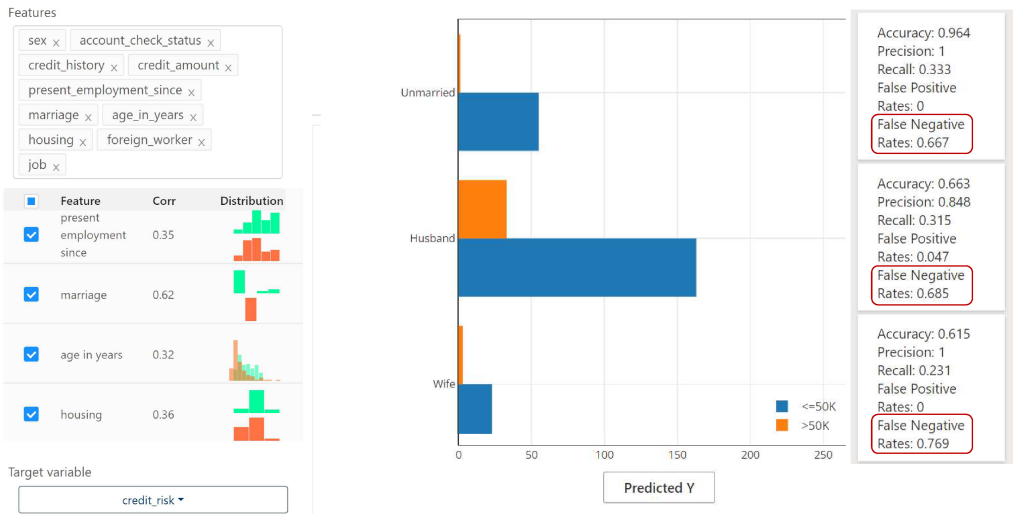 Features
sex x account_check_status x
credit_history x credit_amount x
present_employment_since x
marriage x age_in_years x
housing x foreign_worker x
job x
Feature Corr Distribution
present
employment
since
0.35
marriage 0.62
age in years 0.32
housing 0.36
Target variable
credit_risk
Unmarried
Husband
Wife
0 50 100 150 200 250
<=50K
>50K
Predicted Y
Accuracy: 0.964
Precision: 1
Recall: 0.333
False Positive
Rates: 0
False Negative
Rates: 0.667
Accuracy: 0.663
Precision: 0.848
Recall: 0.315
False Positive
Rates: 0.047
False Negative
Rates: 0.685
Accuracy: 0.615
Precision: 1
Recall: 0.231
False Positive
Rates: 0
False Negative
Rates: 0.769